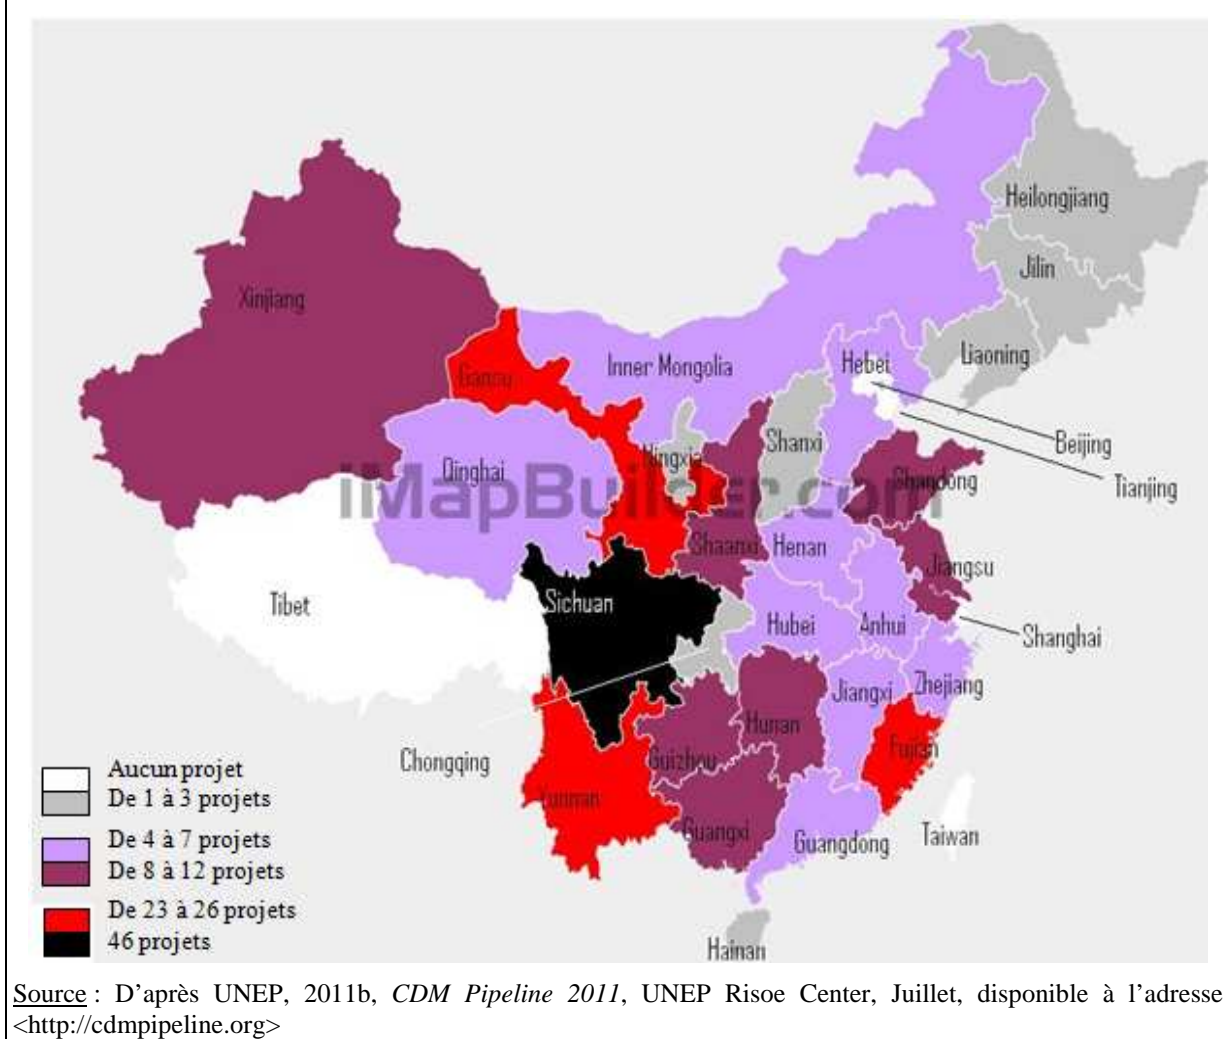 Heilongjiang
Jilin
Xinjiang
Liaoning
Inner Mongolia
Hebei
Gansu
Beijing
Shanxi
Ningxia
Qinghai
Shandong
Tianjing
iMapBuilder.com
Shaanxi
Henan
Jiangsu
Tibet
Sichuan
Hubei
Anhui
Shanghai
Jiangxi
Zhejiang
Hunan
Fujian
Chongqing
Guizhou
Yunnan
Guangxi
Guangdong
Taiwan
Hainan
Aucun projet
De 1 à 3 projets
De 4 à 7 projets
De 8 à 12 projets
De 23 à 26 projets
46 projets
Source : D’après UNEP, 2011b, CDM Pipeline 2011, UNEP Risoe Center, Juillet, disponible à l’adresse
<http://cdmpipeline.org>